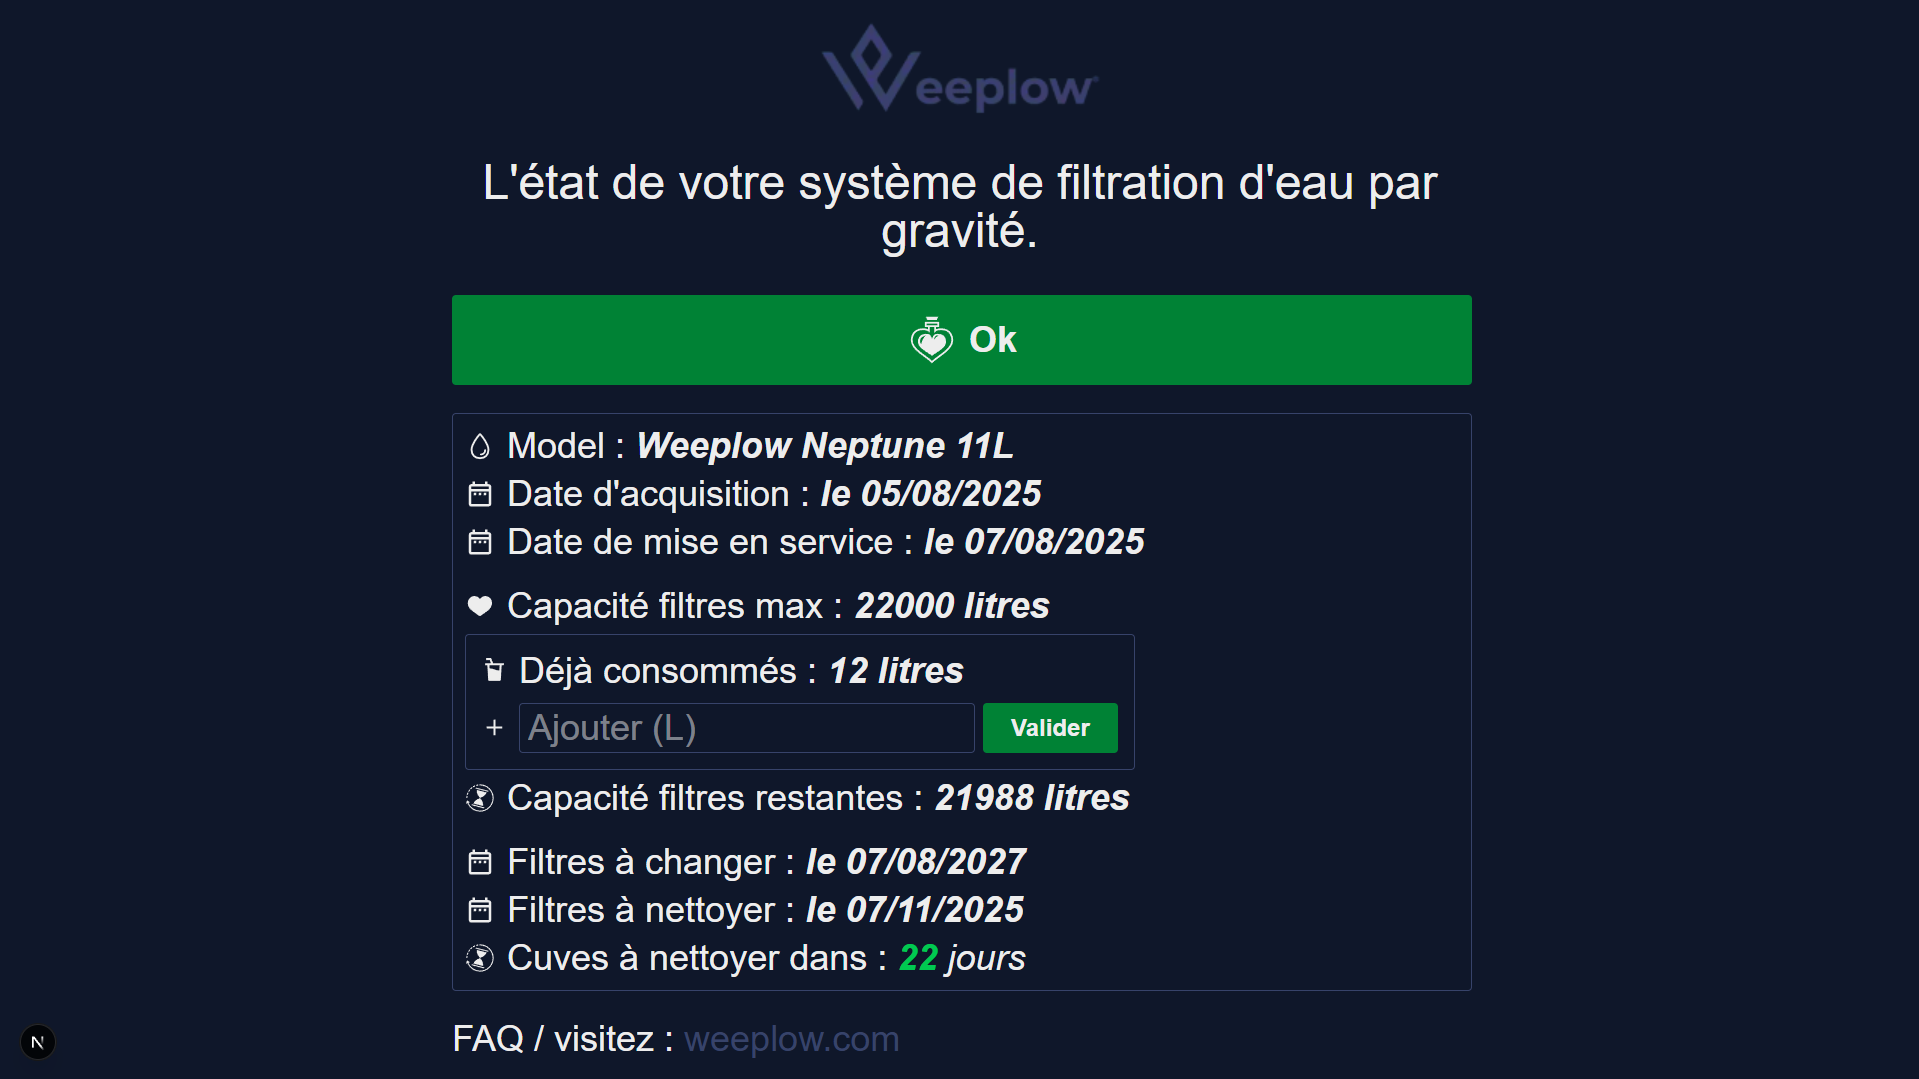 Weeplow
L'état de votre système de filtration d'eau par
gravité.
Ok
Model : Weeplow Neptune 11L
Date d'acquisition : le 05/08/2025
Date de mise en service : le 07/08/2025
Capacité filtres max : 22000 litres
Déjà consommés : 12 litres
+ Ajouter (L) Valider
Capacité filtres restantes : 21988 litres
Filtres à changer : le 07/08/2027
Filtres à nettoyer : le 07/11/2025
Cuves à nettoyer dans : 22 jours
FAQ / visitez : weeplow.com
N